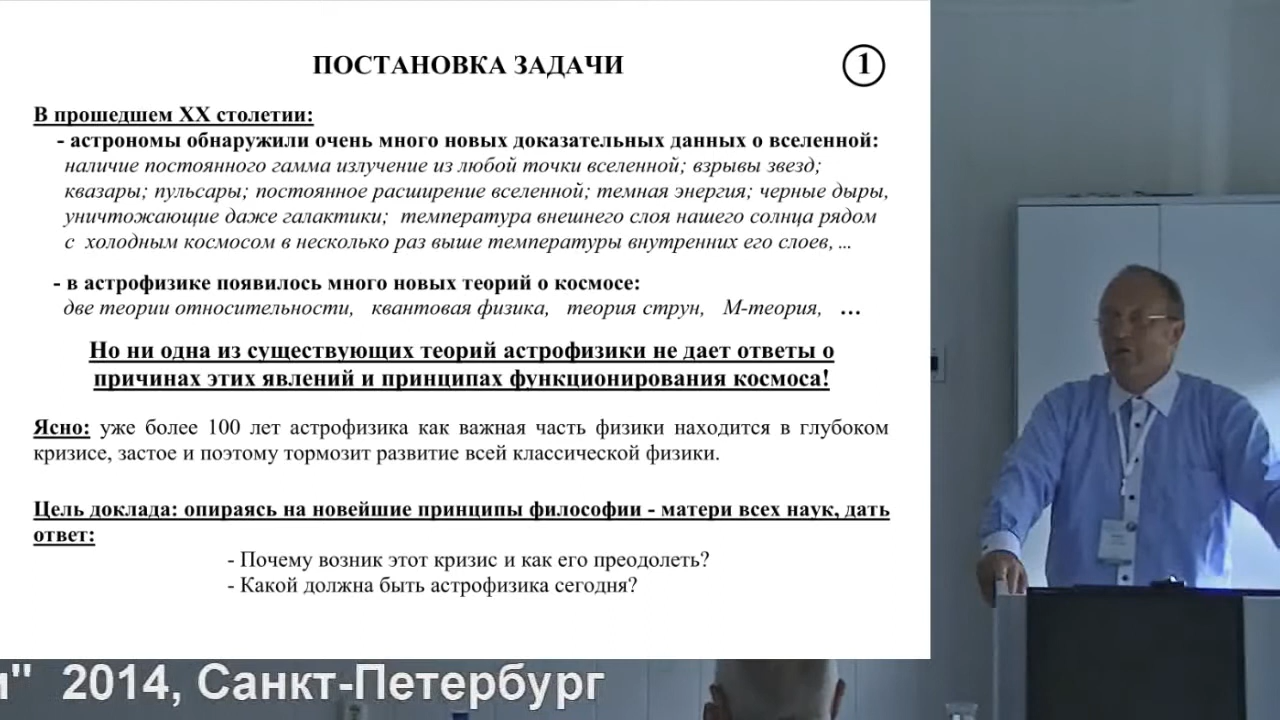 ПОСТАНОВКА ЗАДАЧИ
1
В прошедшем XX столетии:
- астрономы обнаружили очень много новых доказательных данных о вселенной:
наличие постоянного гамма излучение из любой точки вселенной; взрывы звезд;
квазары; пульсары; постоянное расширение вселенной; темная энергия; черные дыры,
уничтожающие даже галактики; температура внешнего слоя нашего солнца рядом
с холодным космосом в несколько раз выше температуры внутренних его слоев, ...
- в астрофизике появилось много новых теорий о космосе:
две теории относительности, квантовая физика, теория струн, М-теория, ...
Но ни одна из существующих теорий астрофизики не дает ответы о
причинах этих явлений и принципах функционирования космоса!
Ясно: уже более 100 лет астрофизика как важная часть физики находится в глубоком
кризисе, застое и поэтому тормозит развитие всей классической физики.
Цель доклада: опираясь на новейшие принципы философии - матери всех наук, дать
ответ:
- Почему возник этот кризис и как его преодолеть?
- Какой должна быть астрофизика сегодня?
и" 2014, Санкт-Петербург